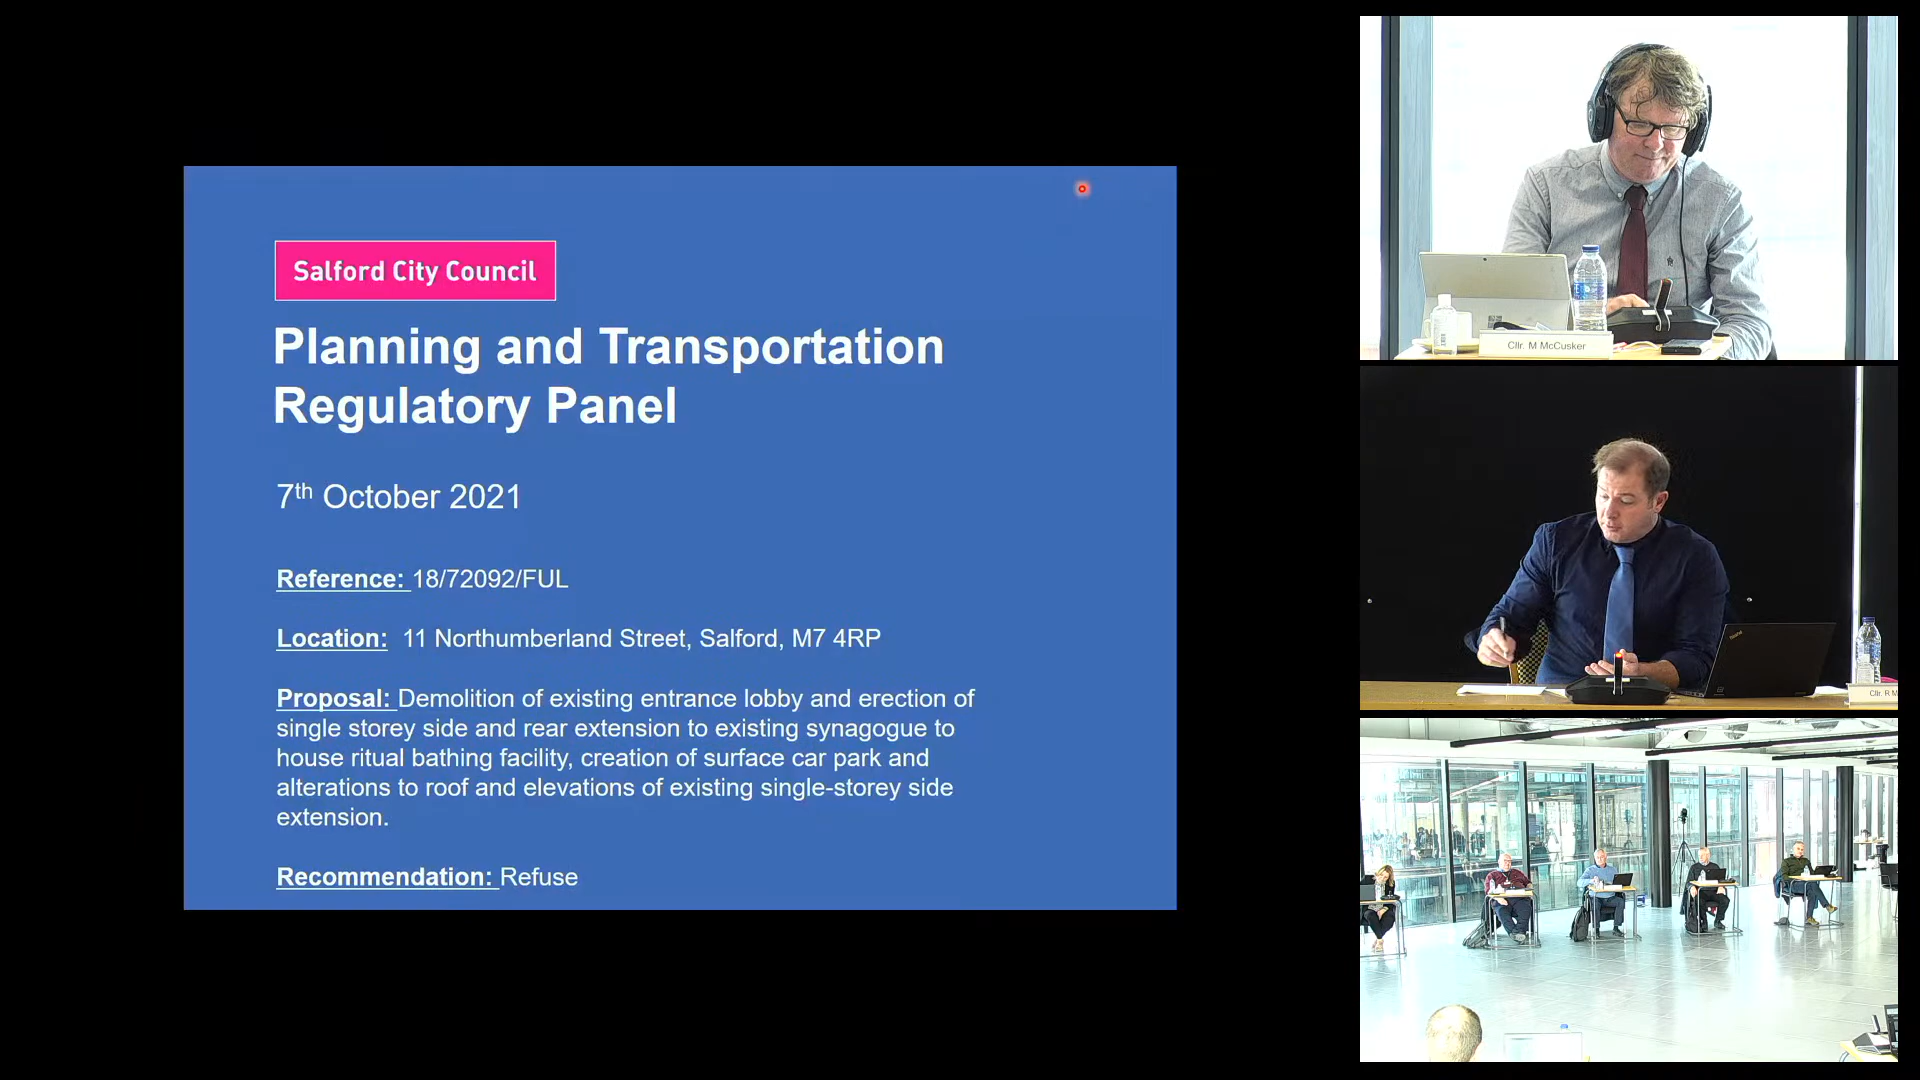 Salford City Council
Planning and Transportation
Regulatory Panel
7th October 2021
Reference: 18/72092/FUL
Location: 11 Northumberland Street, Salford, M7 4RP
Proposal: Demolition of existing entrance lobby and erection of
single storey side and rear extension to existing synagogue to
house ritual bathing facility, creation of surface car park and
alterations to roof and elevations of existing single-storey side
extension.
Recommendation: Refuse
Cllr. M McCusker
Cllr. R M